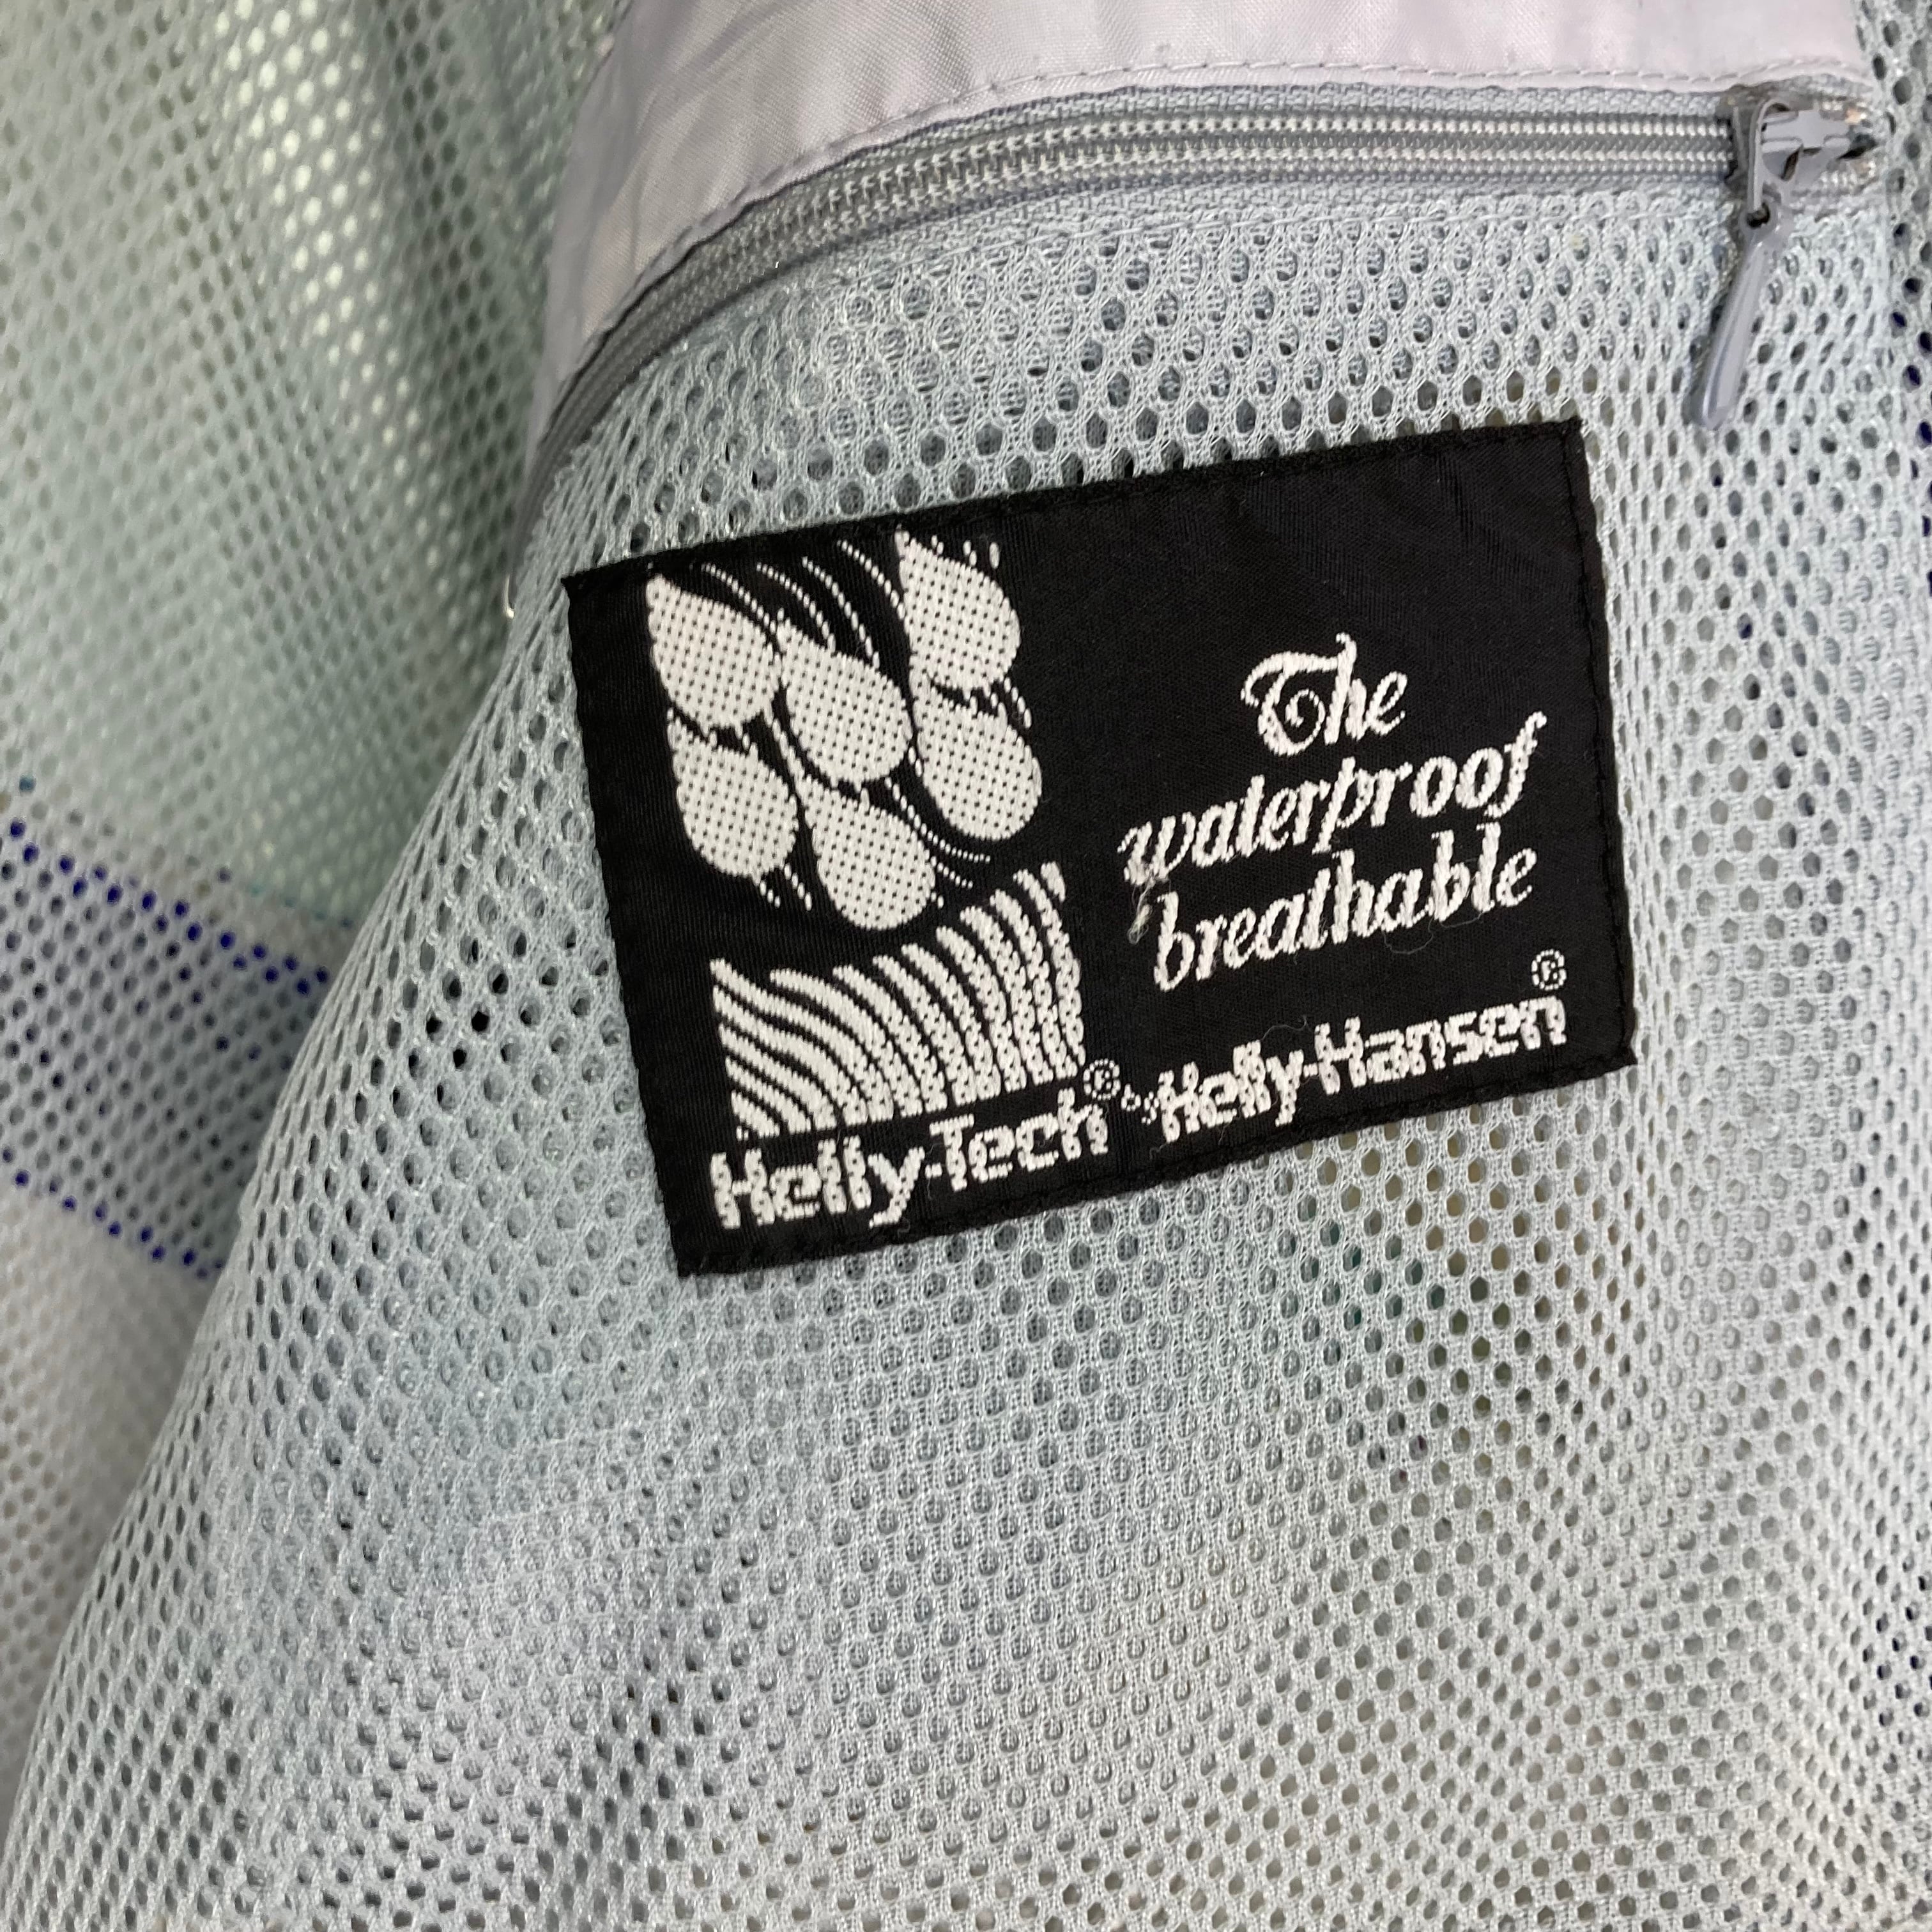 The
waterproof
breathable
Helly-Tech® by Helly-Hansen®